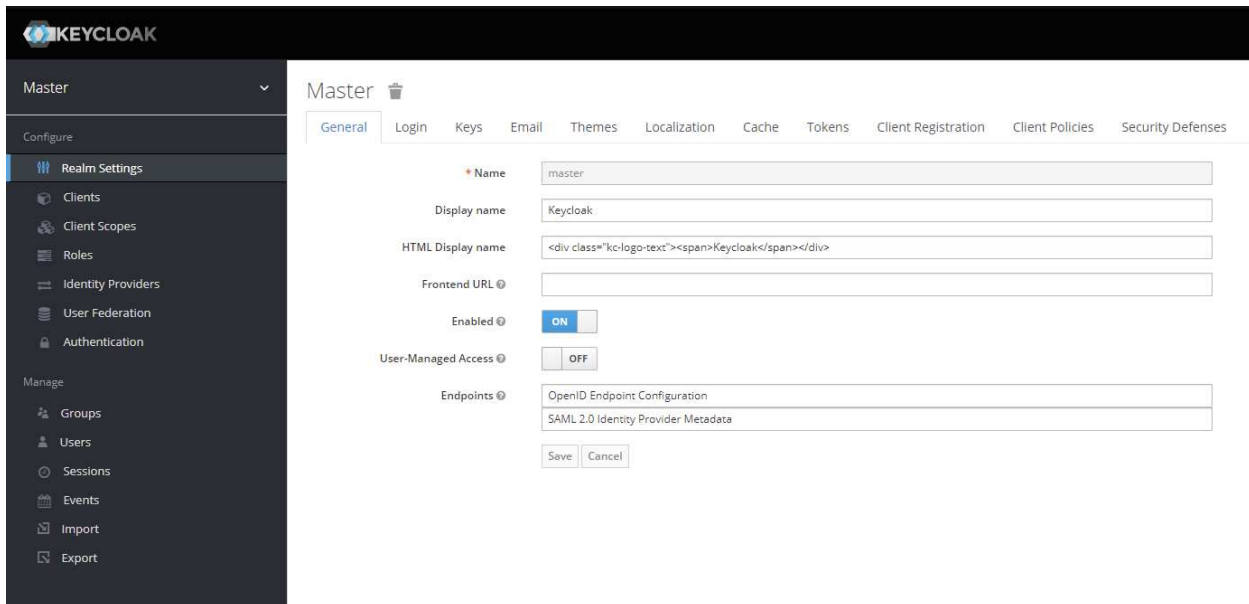 KEYCLOAK
Master
Configure
Realm Settings
Clients
Client Scopes
Roles
Identity Providers
User Federation
Authentication
Manage
Groups
Users
Sessions
Events
Import
Export
Master
General Login Keys Email Themes Localization Cache Tokens Client Registration Client Policies Security Defenses
* Name master
Display name Keycloak
HTML Display name <div class="kc-logo-text"><span>Keycloak</span></div>
Frontend URL
Enabled ON
User-Managed Access OFF
Endpoints OpenID Endpoint Configuration
SAML 2.0 Identity Provider Metadata
Save Cancel